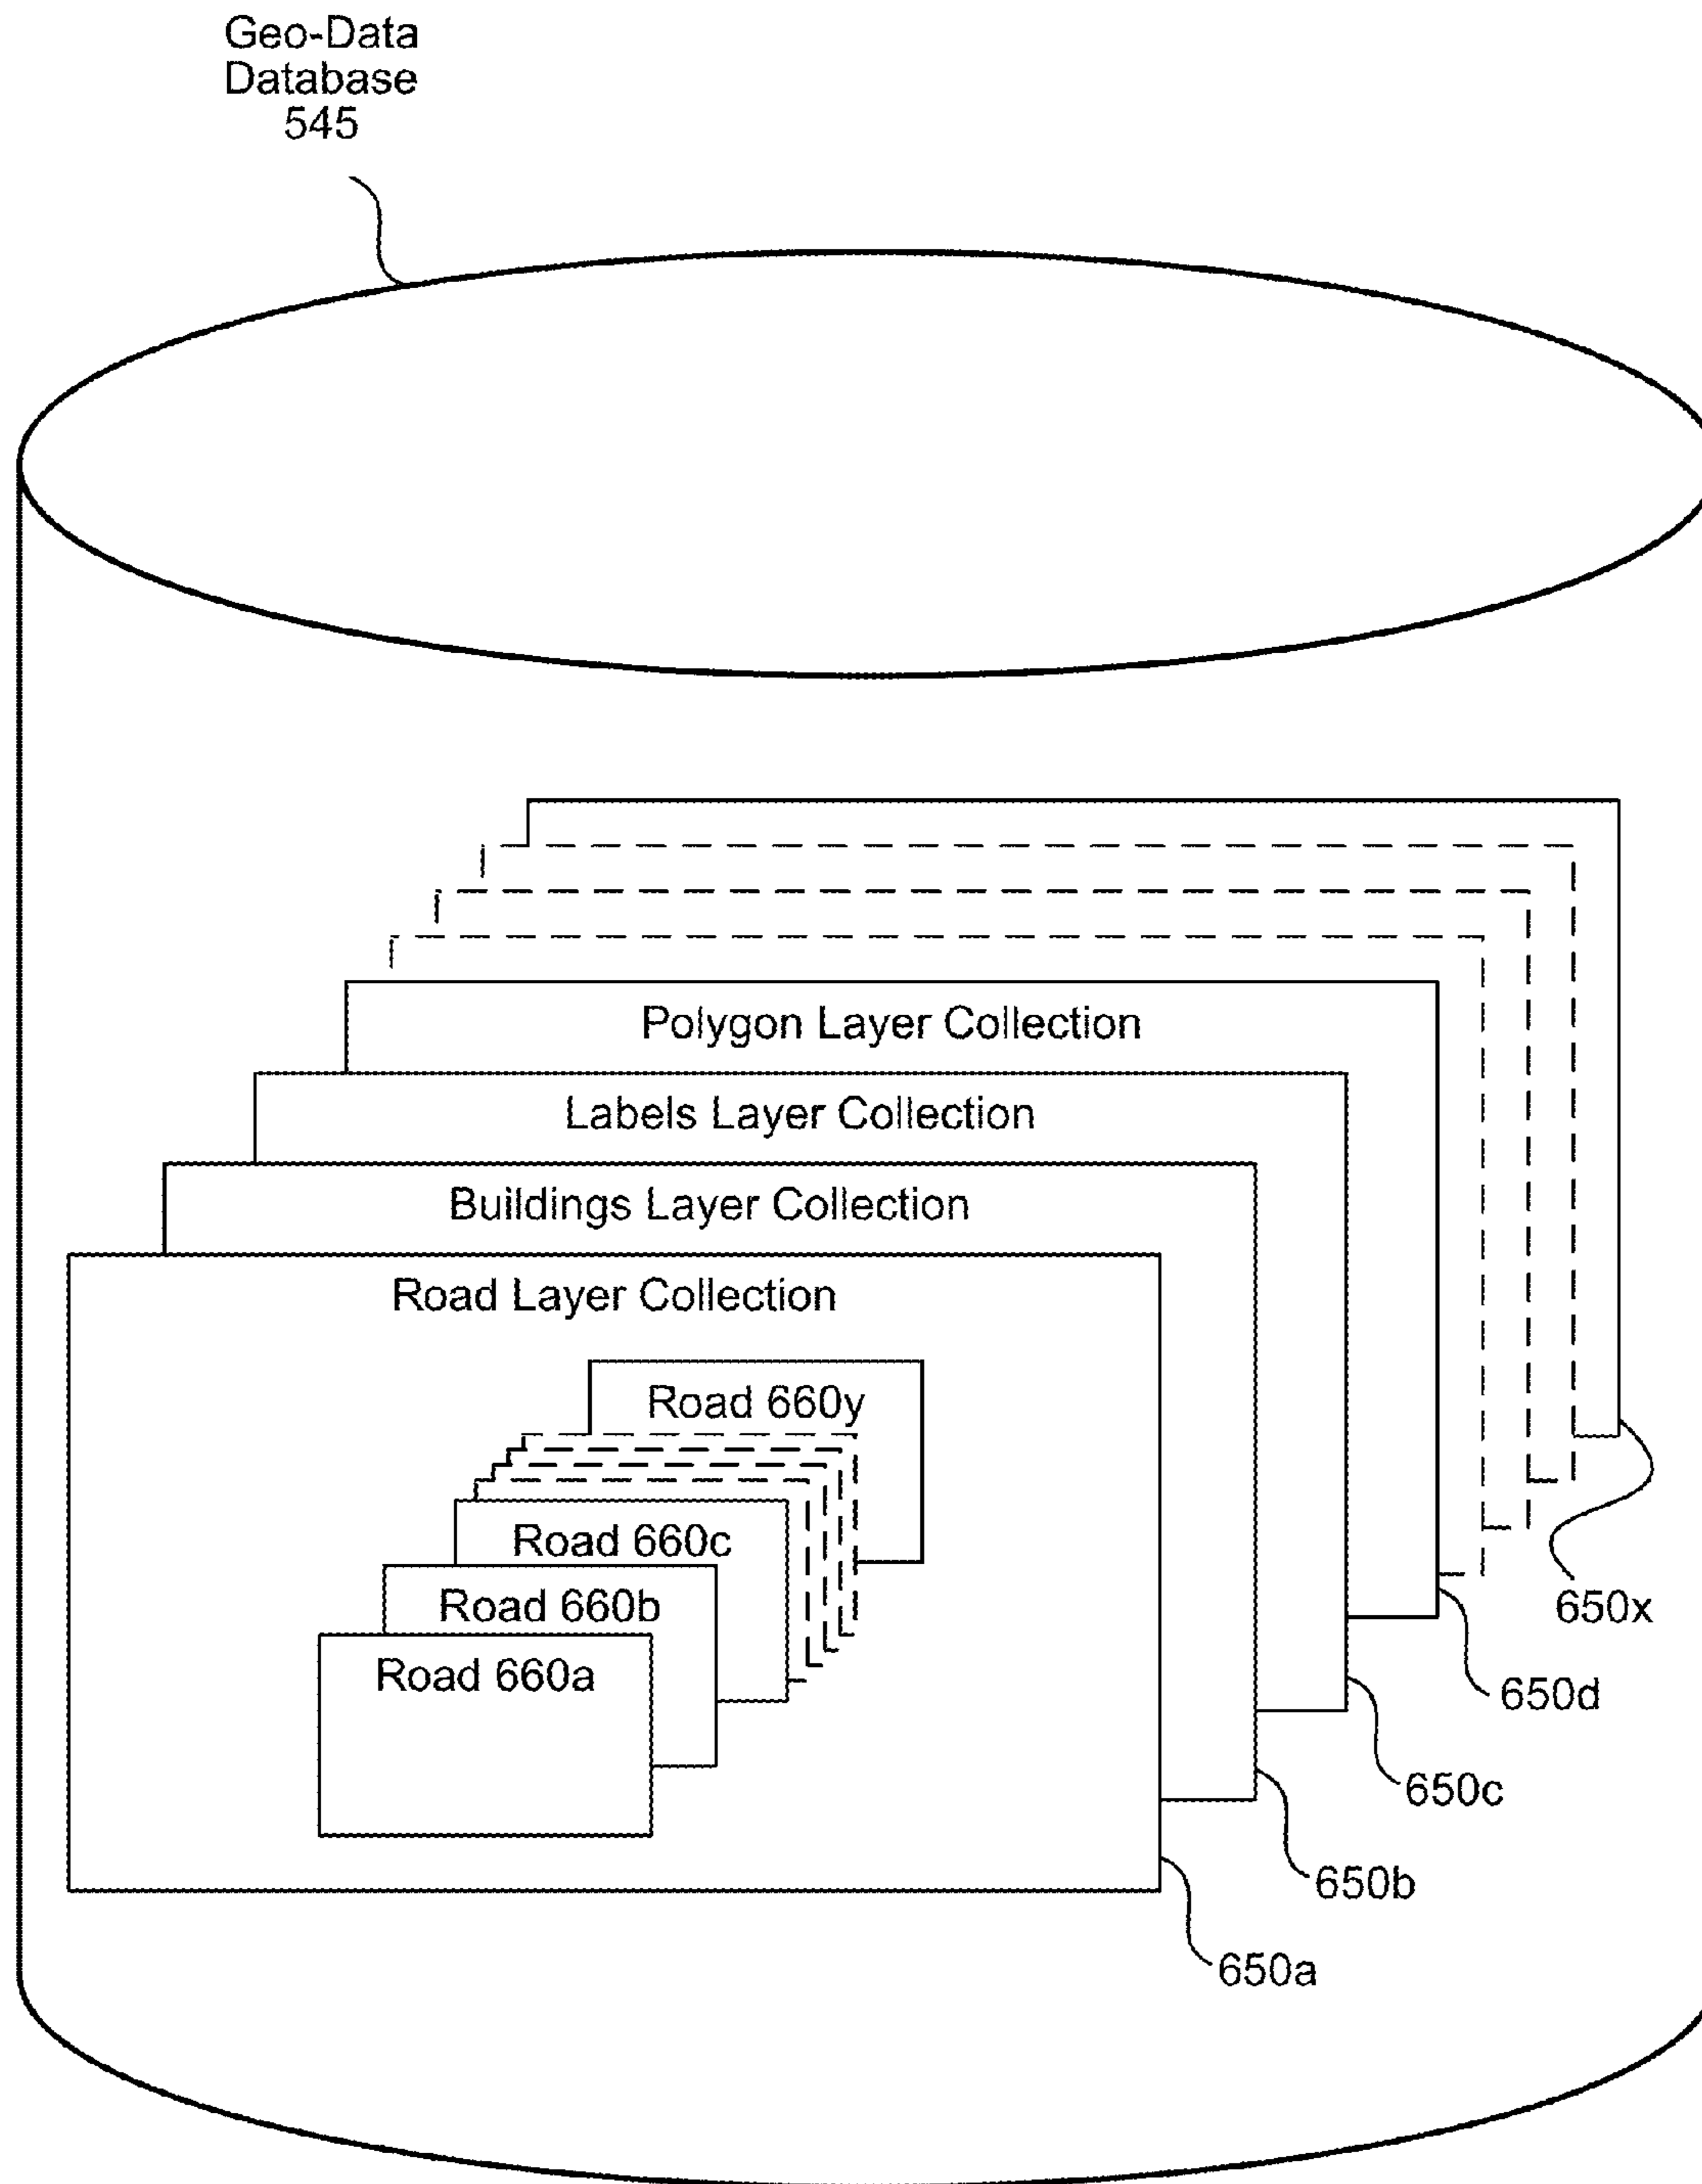 Geo-Data
Database
545
Polygon Layer Collection
Labels Layer Collection
Buildings Layer Collection
Road Layer Collection
Road 660y
Road 660c
Road 660b
Road 660a
650x
650d
650c
650b
650a